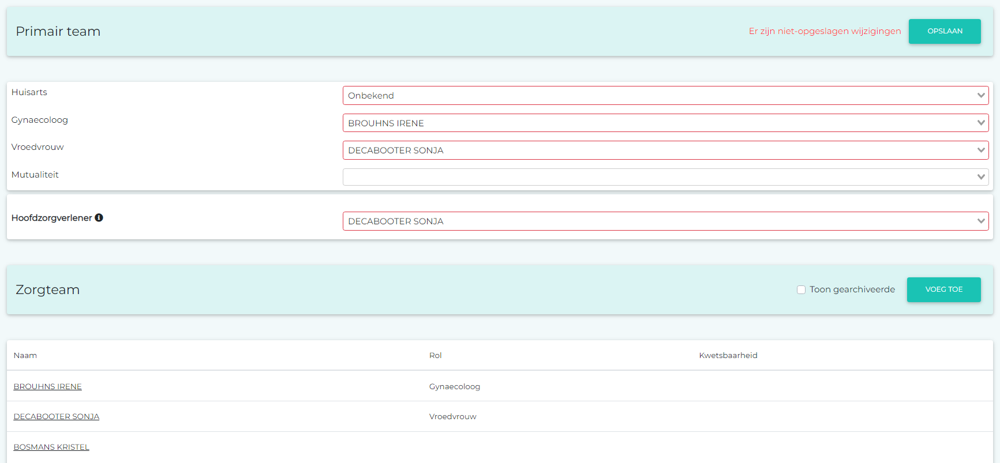 Primair team
Er zijn niet-opgeslagen wijzigingen
OPSLAAN
Huisarts
Onbekend
Gynaecoloog
BROUHNS IRENE
Vroedvrouw
DECABOOTER SONJA
Mutualiteit
Hoofdzorgverlener
DECABOOTER SONJA
Zorgteam
Toon gearchiveerde
VOEG TOE
Naam Rol Kwetsbaarheid
BROUHNS IRENE Gynaecoloog
DECABOOTER SONJA Vroedvrouw
BOSMANS KRISTEL